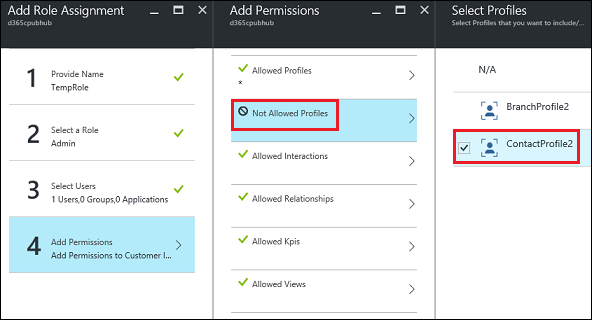 Add Role Assignment
d365cpubhub
1
Provide Name
TempRole
2
Select a Role
Admin
3
Select Users
1 Users,0 Groups,0 Applications
4
Add Permissions
Add Permissions to Customer I...
Add Permissions
d365cpubhub
Allowed Profiles
*
Not Allowed Profiles
Allowed Interactions
Allowed Relationships
Allowed Kpis
Allowed Views
Select Profiles
Select Profiles that you want to include/...
N/A
BranchProfile2
ContactProfile2